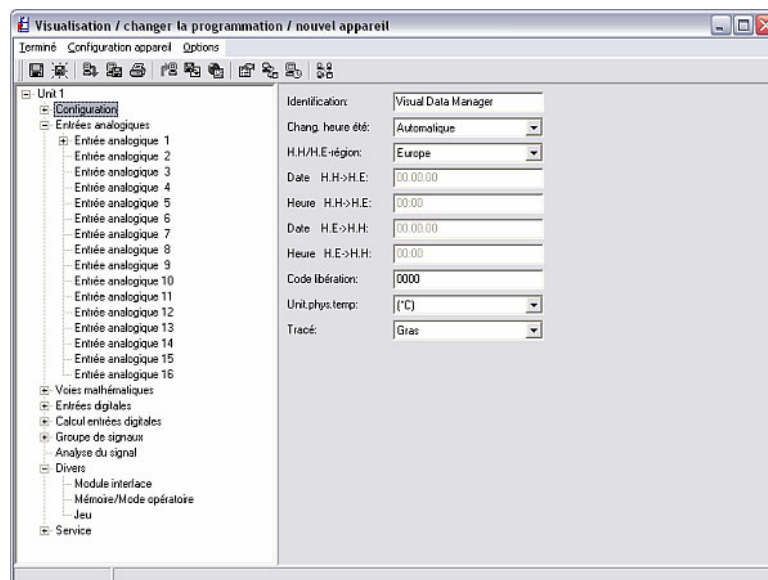 Visualisation / changer la programmation / nouvel appareil
Terminé Configuration appareil Options
Unit 1
Configuration
Entrées analogiques
Entrée analogique 1
Entrée analogique 2
Entrée analogique 3
Entrée analogique 4
Entrée analogique 5
Entrée analogique 6
Entrée analogique 7
Entrée analogique 8
Entrée analogique 9
Entrée analogique 10
Entrée analogique 11
Entrée analogique 12
Entrée analogique 13
Entrée analogique 14
Entrée analogique 15
Entrée analogique 16
Voies mathématiques
Entrées digitales
Calcul entrées digitales
Groupe de signaux
Analyse du signal
Divers
Module interface
Mémoire/Mode opératoire
Jeu
Service
Identification: Visual Data Manager
Chang. heure été: Automatique
H.H/H.E-région: Europe
Date H.H->H.E: 00.00.00
Heure H.H->H.E: 00:00
Date H.E->H.H: 00.00.00
Heure H.E->H.H: 00:00
Code libération: 0000
Unit.phys.temp: (°C)
Tracé: Gras